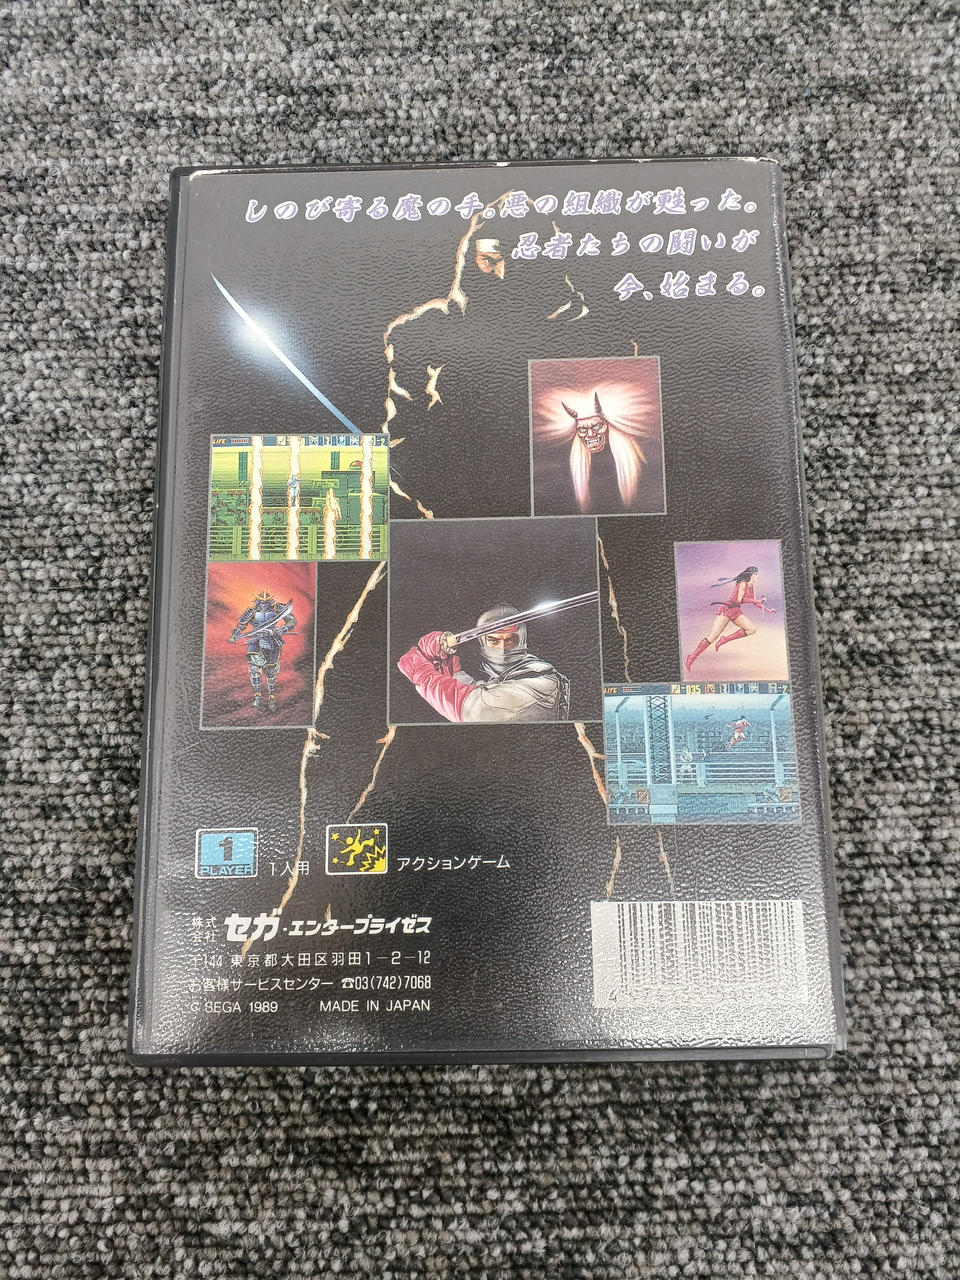 しのび寄る魔の手。悪の組織が甦った。
忍者たちの闘いが
今、始まる。
LIFE
LIFE
035
1
PLAYER
1人用
アクションゲーム
株式会社 セガ・エンタープライゼス
〒144 東京都大田区羽田1-2-12
お客様サービスセンター ☎03(742)7068
© SEGA 1989 MADE IN JAPAN